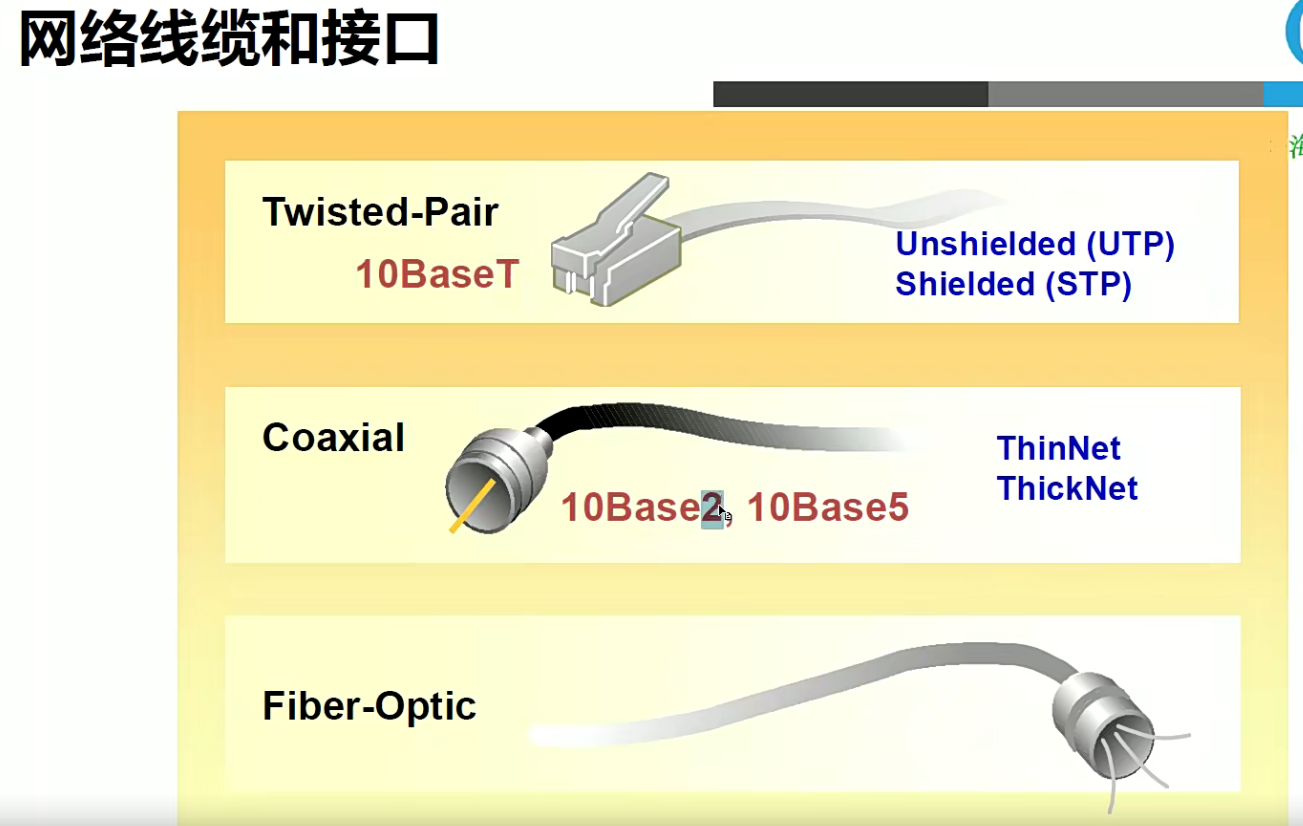 网络线缆和接口
Twisted-Pair
10BaseT
Unshielded (UTP)
Shielded (STP)
Coaxial
10Base2, 10Base5
ThinNet
ThickNet
Fiber-Optic